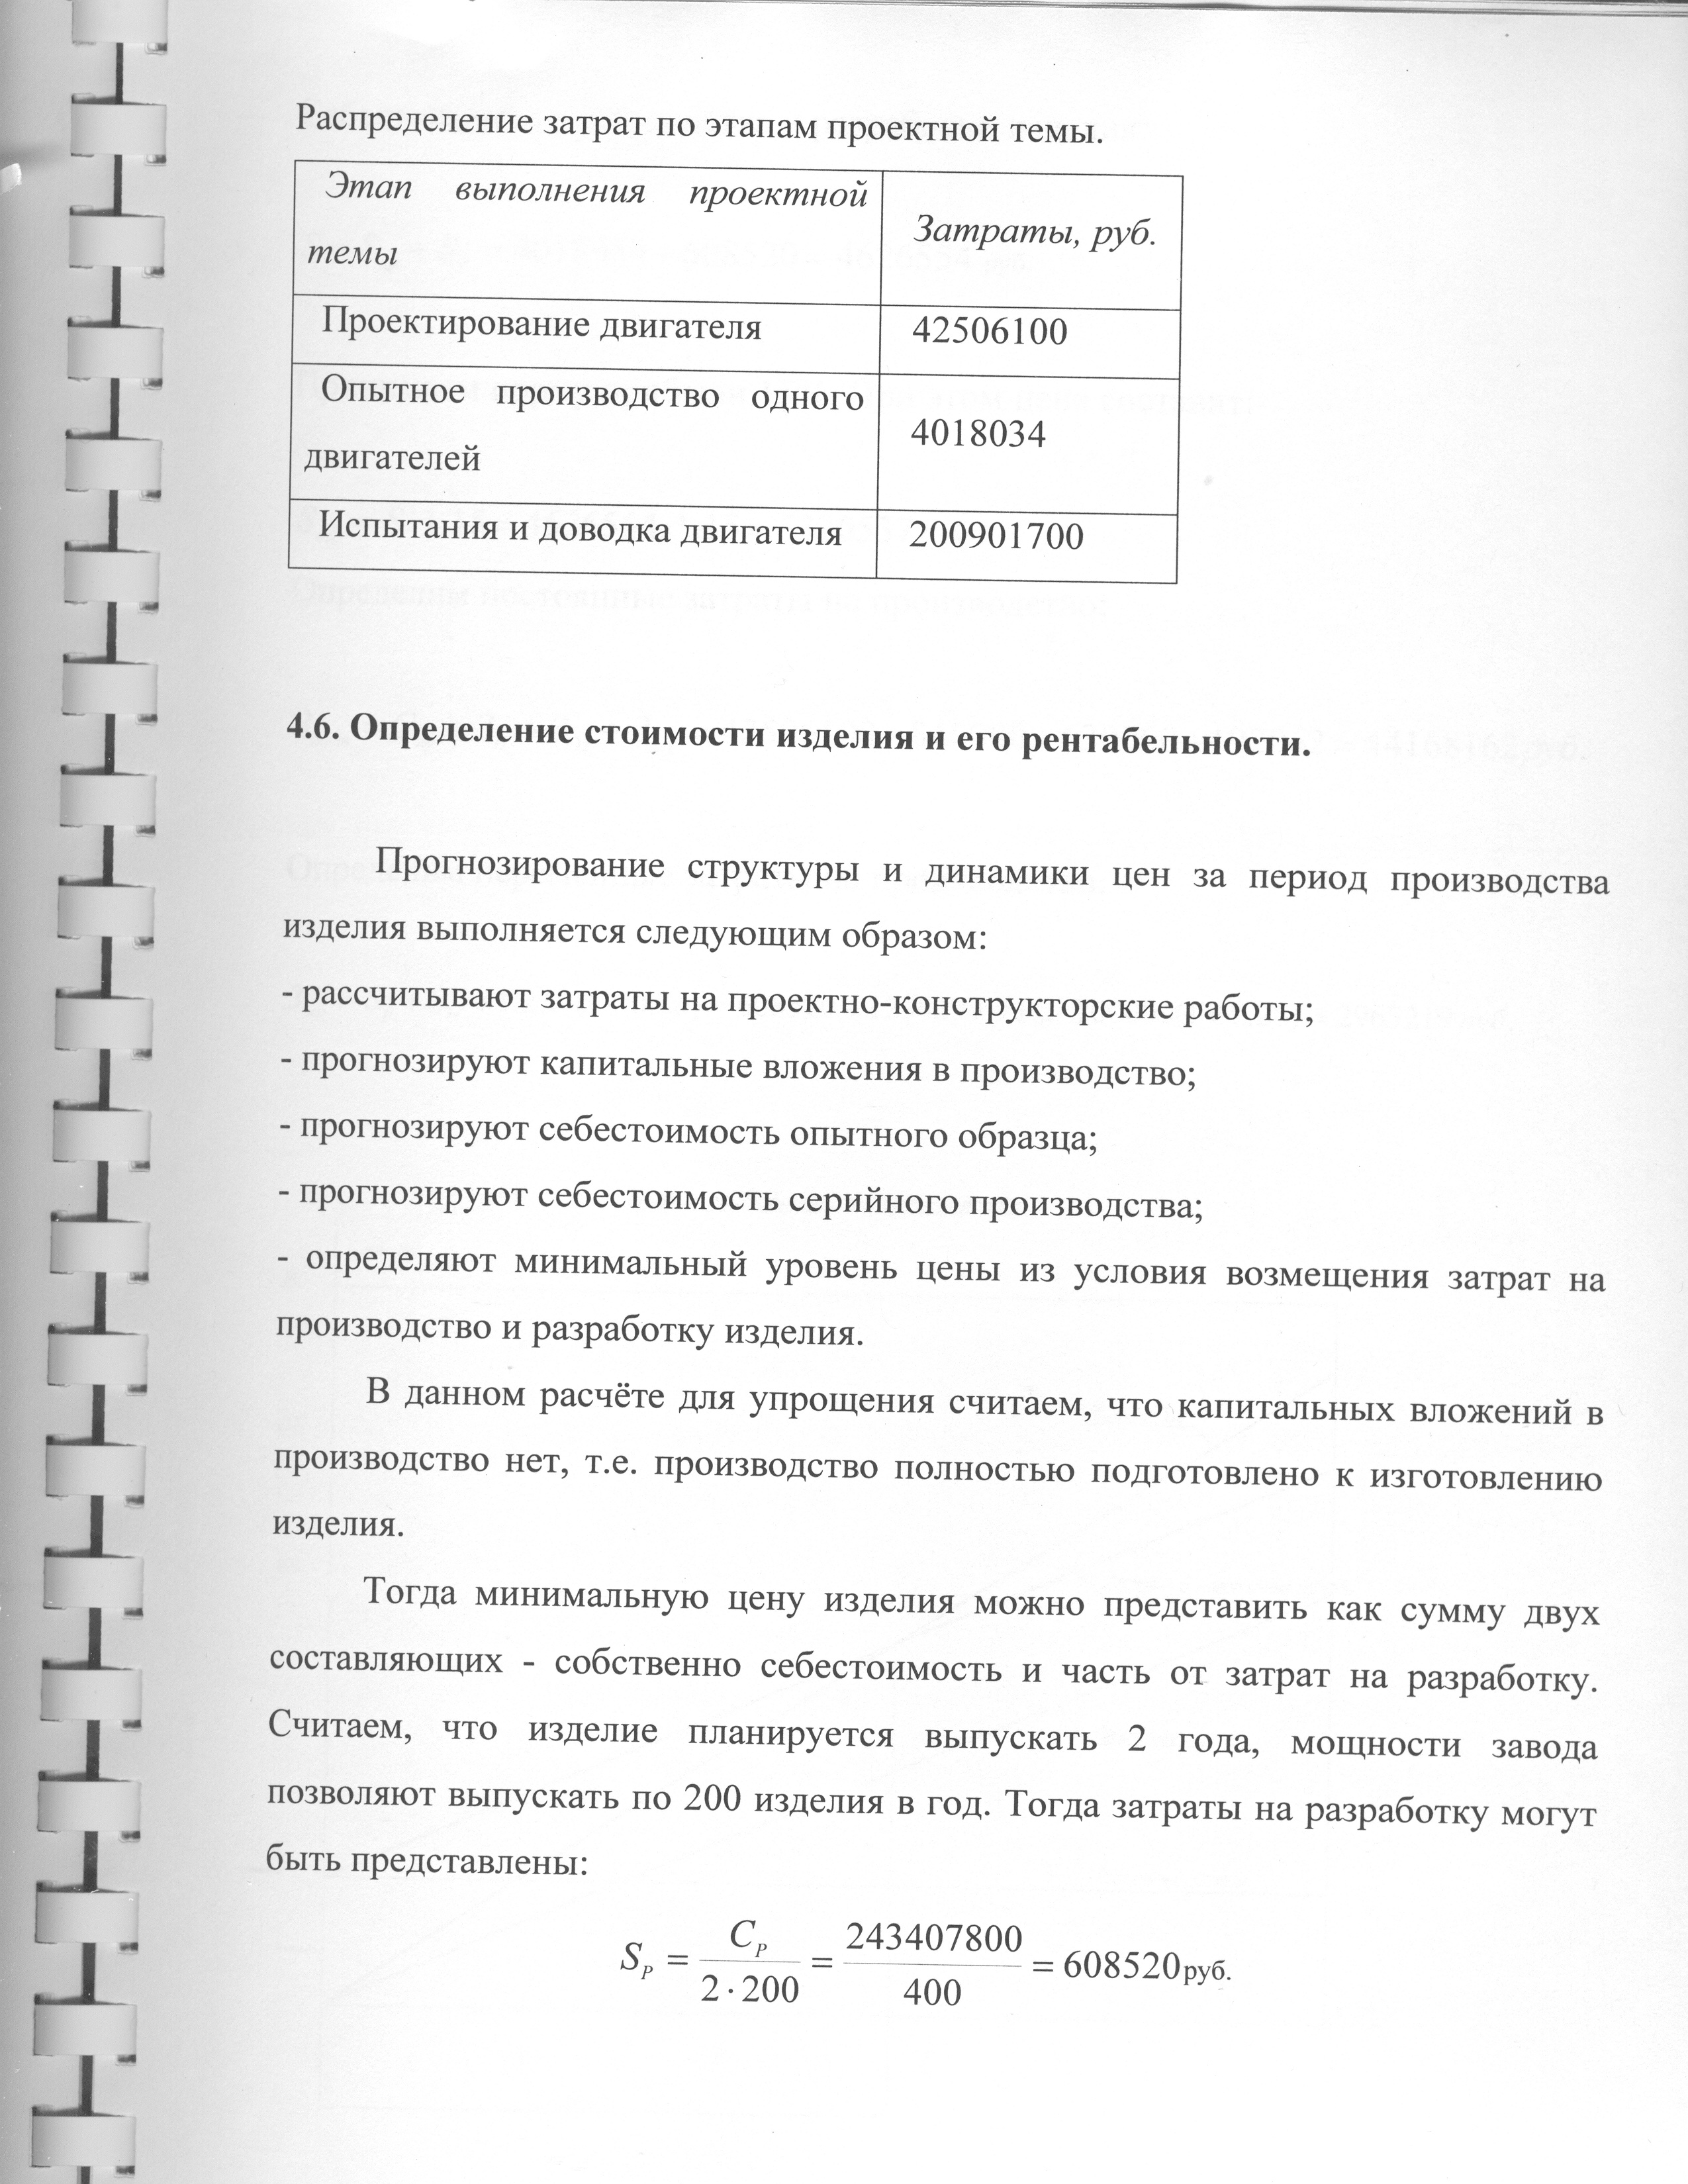 Распределение затрат по этапам проектной темы.
Этап выполнения проектной
темы
Затраты, руб.
Проектирование двигателя
42506100
Опытное производство одного
двигателей
4018034
Испытания и доводка двигателя
200901700
4.6. Определение стоимости изделия и его рентабельности.
Прогнозирование структуры и динамики цен за период производства
изделия выполняется следующим образом:
- рассчитывают затраты на проектно-конструкторские работы;
- прогнозируют капитальные вложения в производство;
- прогнозируют себестоимость опытного образца;
- прогнозируют себестоимость серийного производства;
- определяют минимальный уровень цены из условия возмещения затрат на
производство и разработку изделия.
В данном расчёте для упрощения считаем, что капитальных вложений в
производство нет, т.е. производство полностью подготовлено к изготовлению
изделия.
Тогда минимальную цену изделия можно представить как сумму двух
составляющих - собственно себестоимость и часть от затрат на разработку.
Считаем, что изделие планируется выпускать 2 года, мощности завода
позволяют выпускать по 200 изделия в год. Тогда затраты на разработку могут
быть представлены:
S_P = C_P / (2·200) = 243407800 / 400 = 608520 руб.